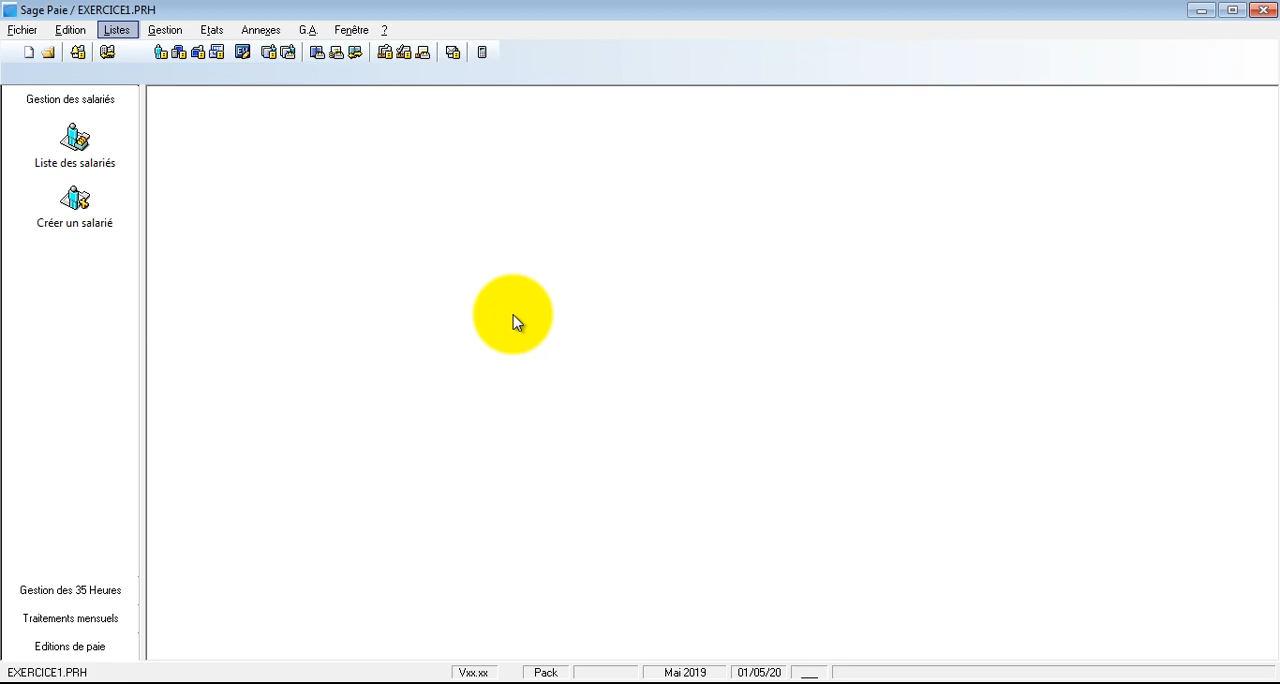 Sage Paie / EXERCICE1.PRH
Fichier Edition Listes Gestion Etats Annexes G.A. Fenêtre ?
Gestion des salariés
Liste des salariés
Créer un salarié
Gestion des 35 Heures
Traitements mensuels
Editions de paie
EXERCICE1.PRH Vxx.xx Pack Mai 2019 01/05/20 ___